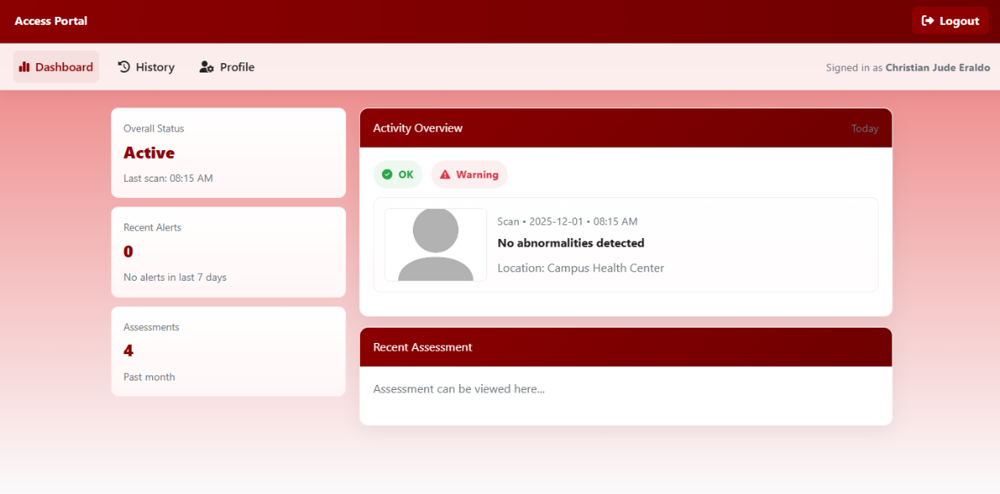 Access Portal
Logout
Dashboard
History
Profile
Signed in as Christian Jude Eraldo
Overall Status
Active
Last scan: 08:15 AM
Recent Alerts
0
No alerts in last 7 days
Assessments
4
Past month
Activity Overview
Today
OK
Warning
Scan • 2025-12-01 • 08:15 AM
No abnormalities detected
Location: Campus Health Center
Recent Assessment
Assessment can be viewed here...